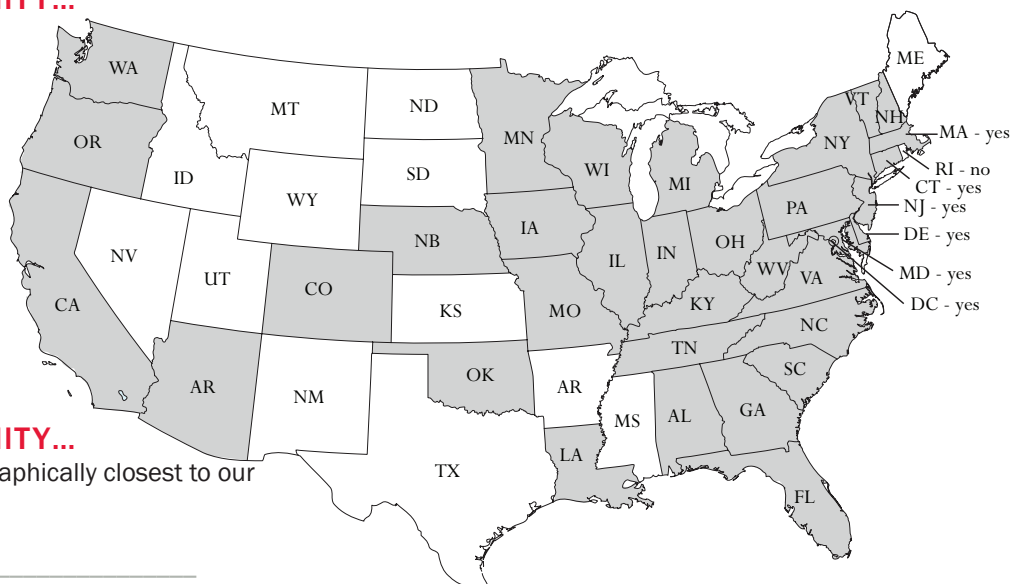 NITY...
WA
MT
ND
MN
ME
VT
NH
MA - yes
OR
ID
SD
WI
MI
NY
RI - no
CT - yes
WY
NB
IA
PA
NJ - yes
NV
UT
CO
IL
IN
OH
WV
VA
DE - yes
MD - yes
DC - yes
CA
KS
MO
KY
AR
NM
OK
AR
TN
NC
SC
MS
AL
GA
NITY...
raphically closest to our
TX
LA
FL